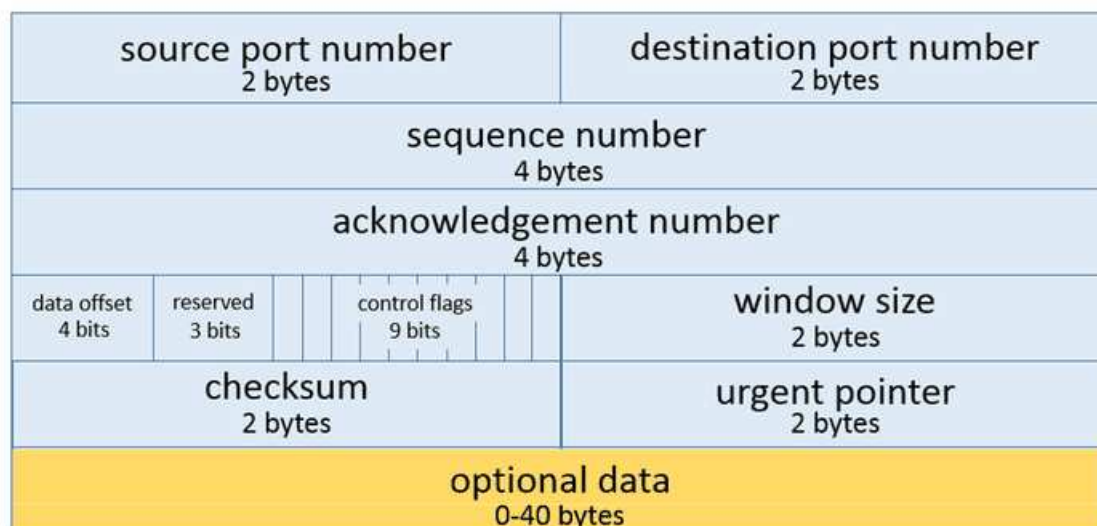 source port number
2 bytes
destination port number
2 bytes
sequence number
4 bytes
acknowledgement number
4 bytes
data offset
4 bits
reserved
3 bits
control flags
9 bits
window size
2 bytes
checksum
2 bytes
urgent pointer
2 bytes
optional data
0-40 bytes